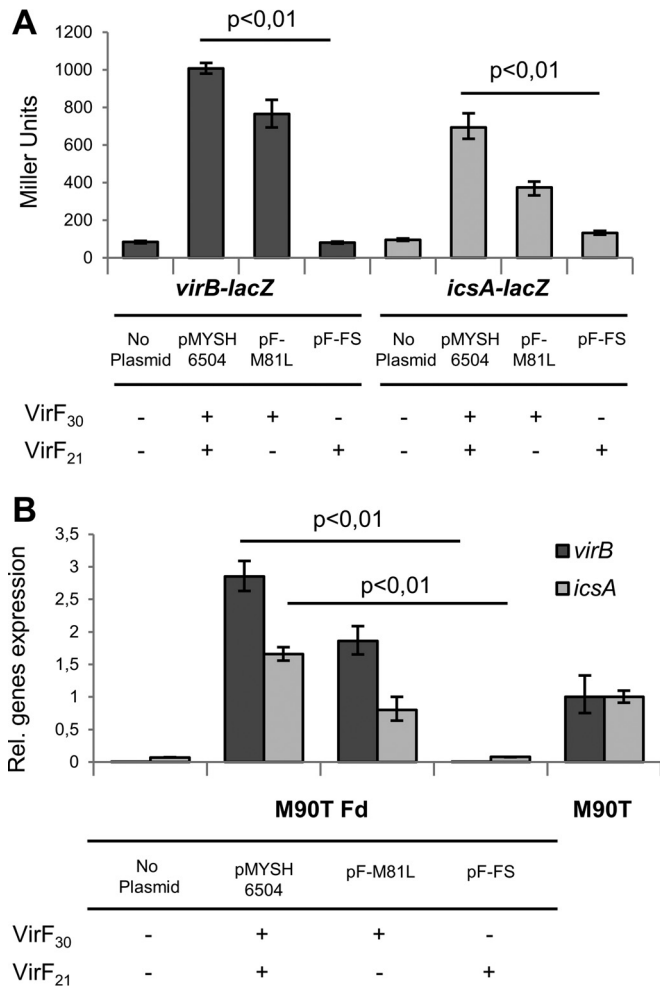 A
p<0,01
p<0,01
Miller Units
1200
1000
800
600
400
200
0
virB-lacZ icsA-lacZ
No Plasmid pMYSH 6504 pF-M81L pF-FS No Plasmid pMYSH 6504 pF-M81L pF-FS
VirF30 - + + - - + + -
VirF21 - + - + - + - +
B
p<0,01
p<0,01
virB
icsA
Rel. genes expression
3,5
3
2,5
2
1,5
1
0,5
0
M90T Fd M90T
No Plasmid pMYSH 6504 pF-M81L pF-FS
VirF30 - + + -
VirF21 - + - +